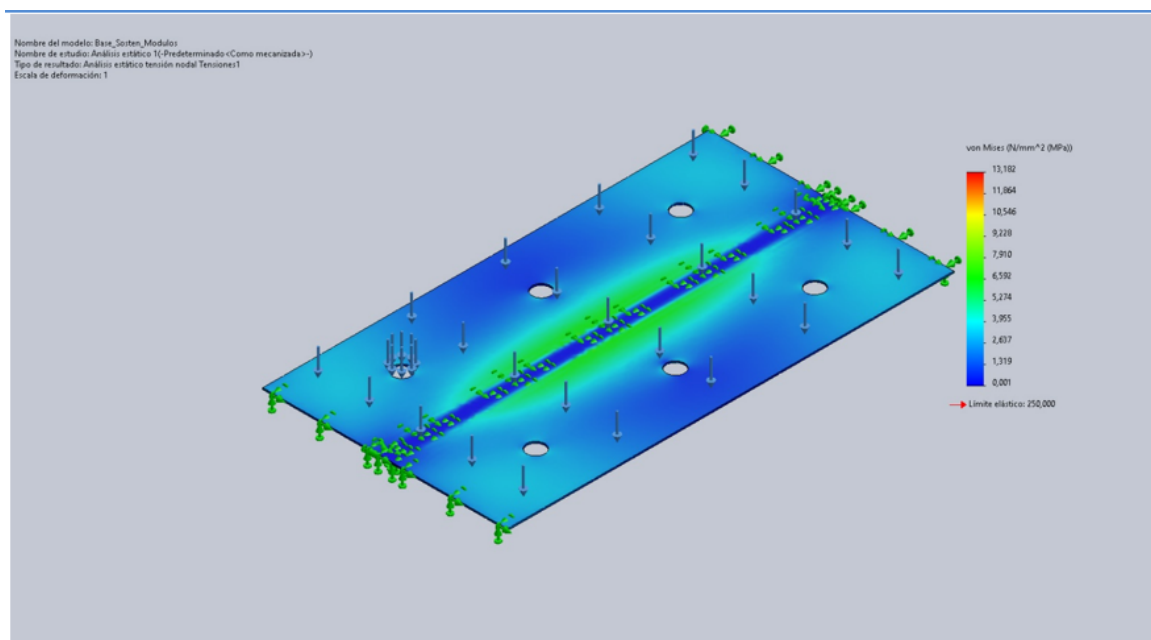 Nombre del modelo: Base_Sosten_Modulos
Nombre de estudio: Análisis estático 1(-Predeterminado<Como mecanizada>-)
Tipo de resultado: Análisis estático tensión nodal Tensiones1
Escala de deformación: 1
von Mises (N/mm^2 (MPa))
13,182
11,864
10,546
9,228
7,910
6,592
5,274
3,955
2,637
1,319
0,001
Límite elástico: 250,000